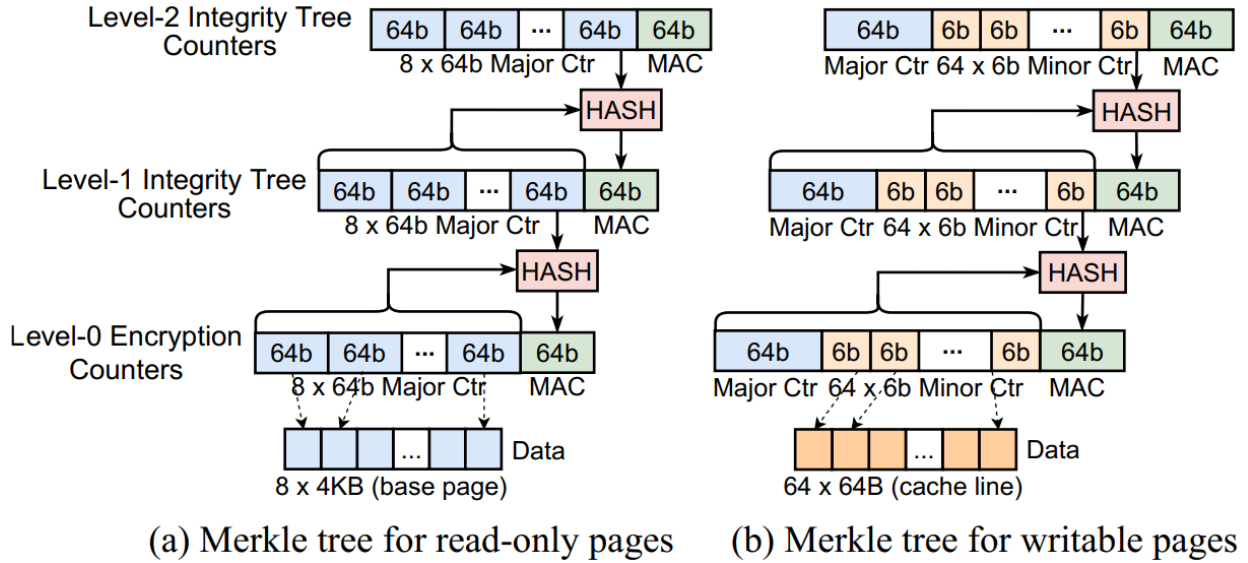 Level-2 Integrity Tree
Counters
64b 64b ... 64b 64b
8 x 64b Major Ctr MAC
HASH
Level-1 Integrity Tree
Counters
64b 64b ... 64b 64b
8 x 64b Major Ctr MAC
HASH
Level-0 Encryption
Counters
64b 64b ... 64b 64b
8 x 64b Major Ctr MAC
... Data
8 x 4KB (base page)
(a) Merkle tree for read-only pages
64b 6b 6b ... 6b 64b
Major Ctr 64 x 6b Minor Ctr MAC
HASH
64b 6b 6b ... 6b 64b
Major Ctr 64 x 6b Minor Ctr MAC
HASH
64b 6b 6b ... 6b 64b
Major Ctr 64 x 6b Minor Ctr MAC
... Data
64 x 64B (cache line)
(b) Merkle tree for writable pages